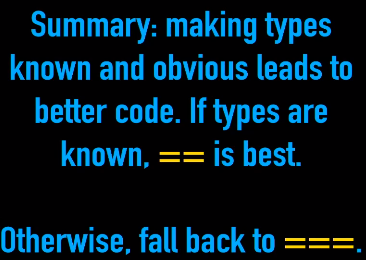 Summary: making types
known and obvious leads to
better code. If types are
known, == is best.
Otherwise, fall back to ===.